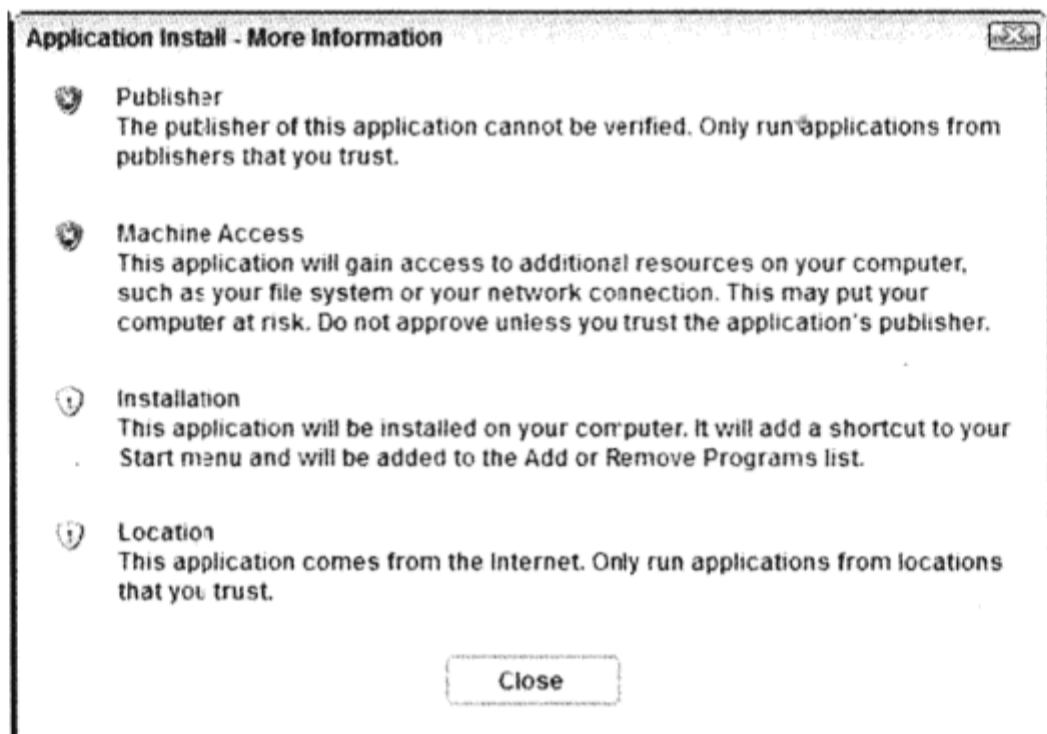 Application Install - More Information
Publisher
The publisher of this application cannot be verified. Only run applications from
publishers that you trust.
Machine Access
This application will gain access to additional resources on your computer,
such as your file system or your network connection. This may put your
computer at risk. Do not approve unless you trust the application's publisher.
Installation
This application will be installed on your computer. It will add a shortcut to your
Start menu and will be added to the Add or Remove Programs list.
Location
This application comes from the Internet. Only run applications from locations
that you trust.
Close